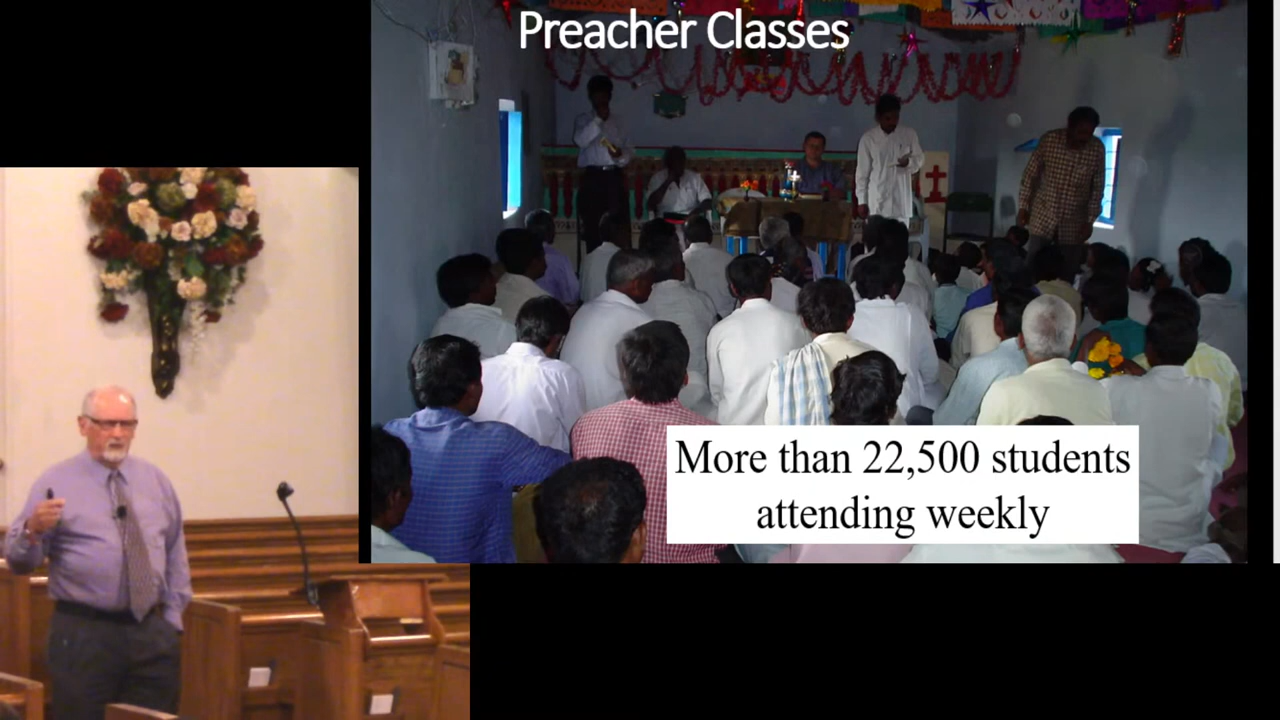 Preacher Classes
More than 22,500 students
attending weekly